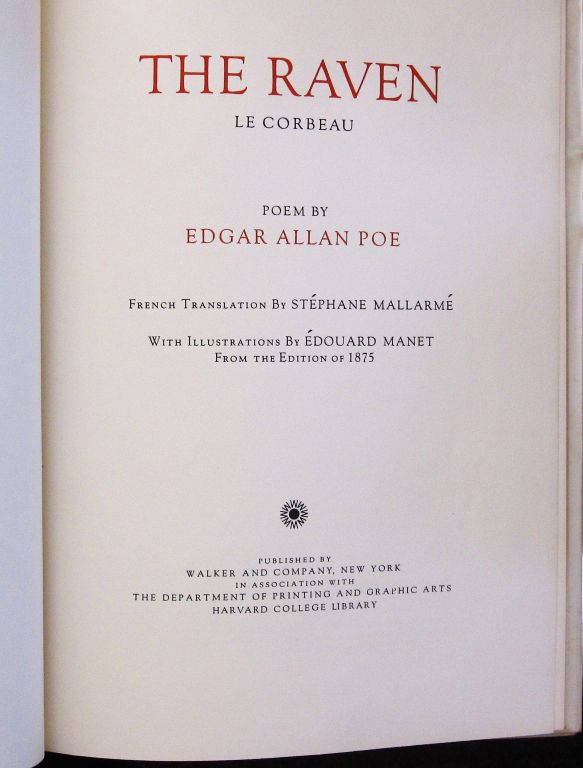 THE RAVEN
LE CORBEAU
POEM BY
EDGAR ALLAN POE
French Translation By STÉPHANE MALLARMÉ
With Illustrations By ÉDOUARD MANET
From the Edition of 1875
PUBLISHED BY
WALKER AND COMPANY, NEW YORK
IN ASSOCIATION WITH
THE DEPARTMENT OF PRINTING AND GRAPHIC ARTS
HARVARD COLLEGE LIBRARY